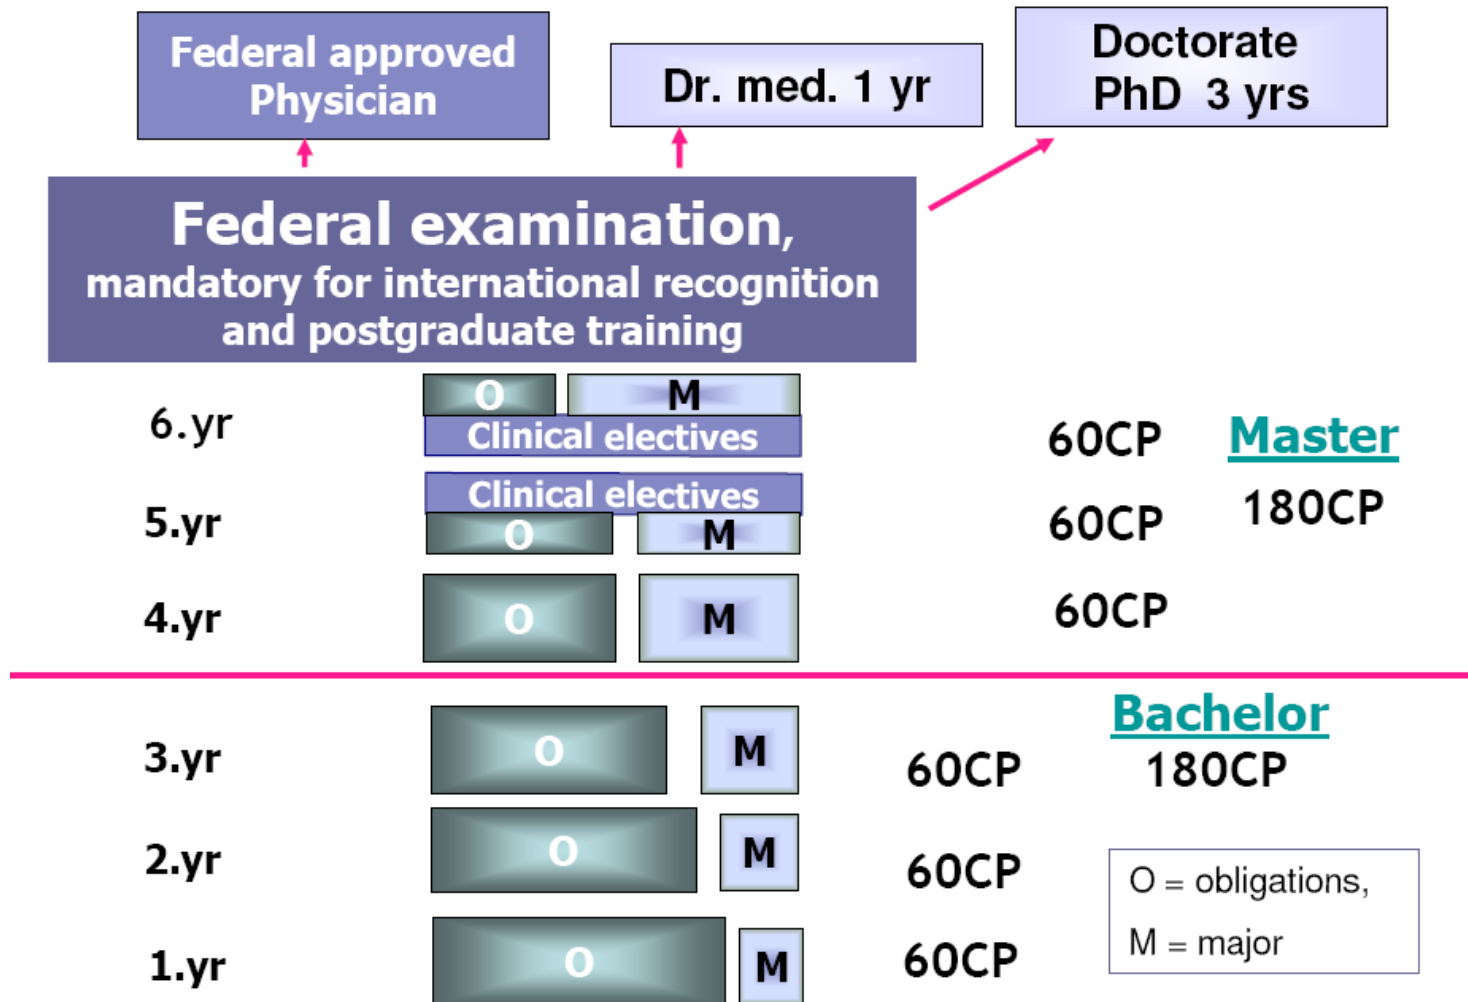 Federal approved
Physician
Dr. med. 1 yr
Doctorate
PhD 3 yrs
Federal examination,
mandatory for international recognition
and postgraduate training
6.yr
O
M
Clinical electives
60CP
Master
180CP
Clinical electives
5.yr
O
M
60CP
4.yr
O
M
60CP
Bachelor
180CP
3.yr
O
M
60CP
2.yr
O
M
60CP
O = obligations,
M = major
1.yr
O
M
60CP